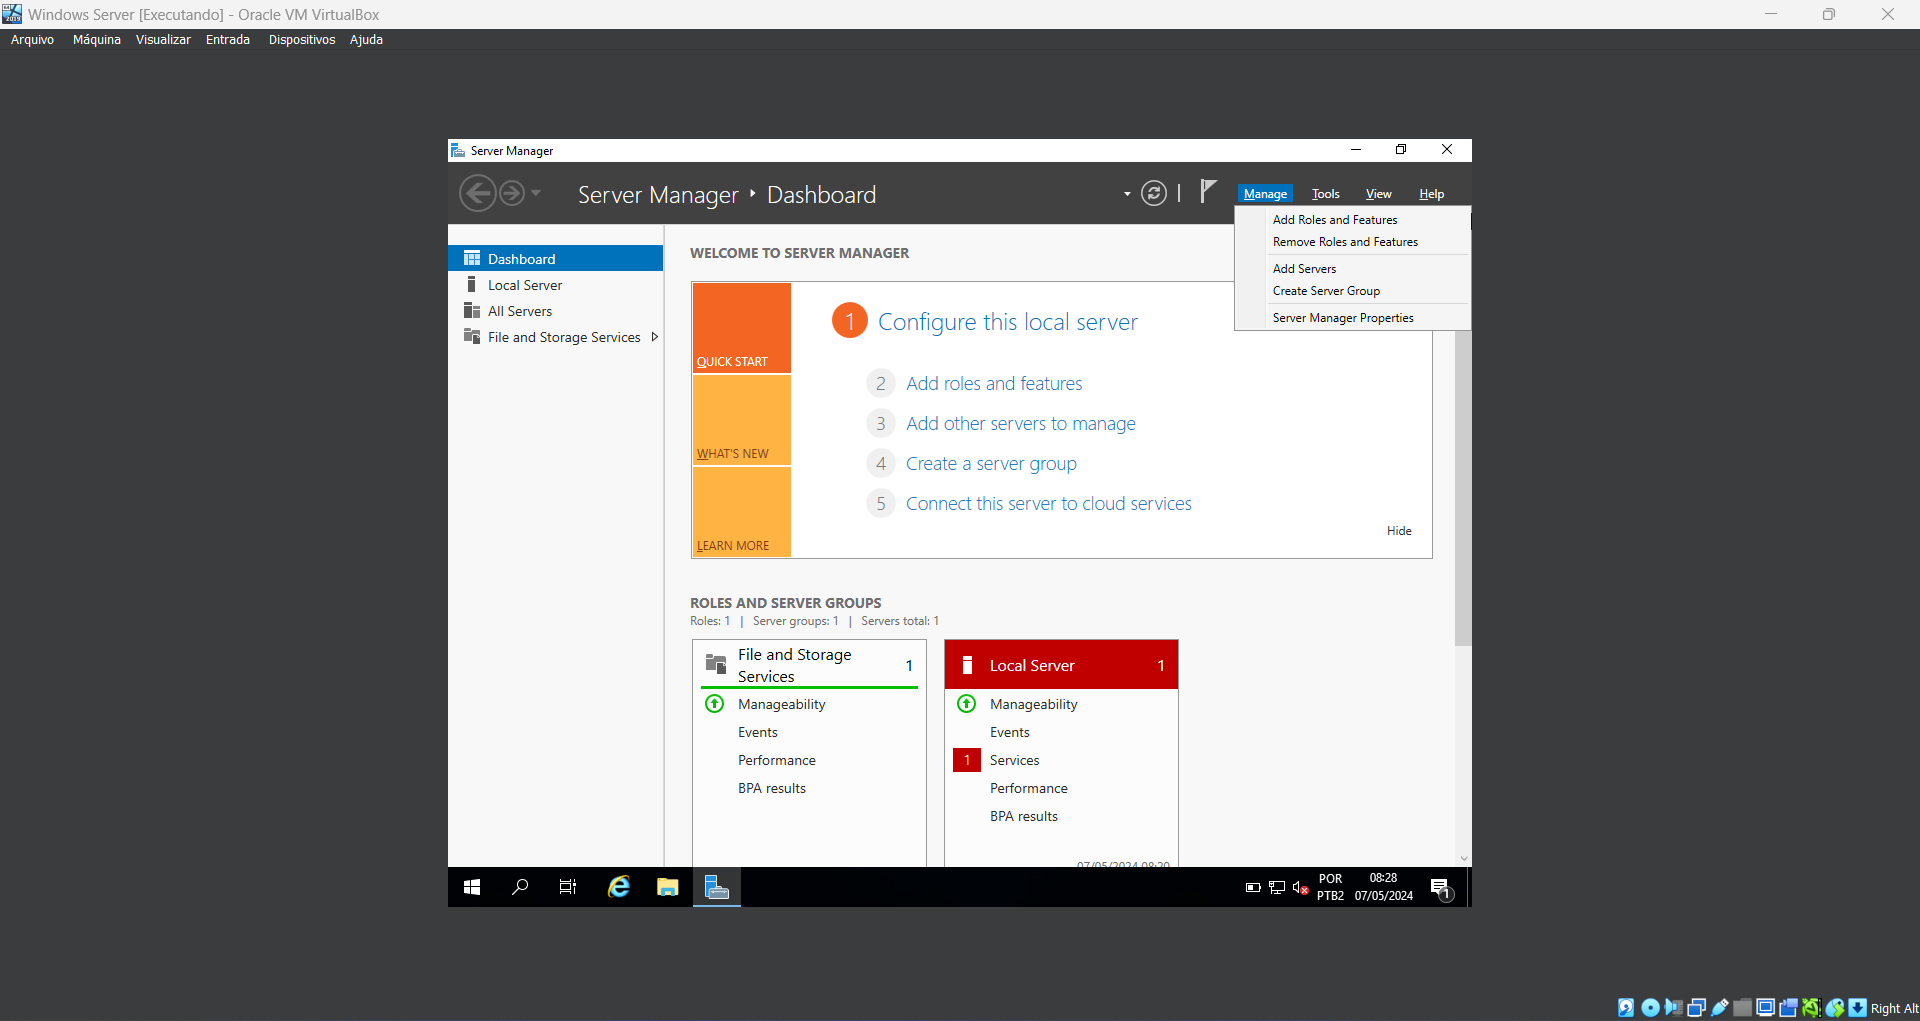 Windows Server [Executando] - Oracle VM VirtualBox
Arquivo Máquina Visualizar Entrada Dispositivos Ajuda
Server Manager
Server Manager ‣ Dashboard
Manage Tools View Help
Add Roles and Features
Remove Roles and Features
Add Servers
Create Server Group
Server Manager Properties
Dashboard
Local Server
All Servers
File and Storage Services
WELCOME TO SERVER MANAGER
QUICK START
WHAT'S NEW
LEARN MORE
1 Configure this local server
2 Add roles and features
3 Add other servers to manage
4 Create a server group
5 Connect this server to cloud services
Hide
ROLES AND SERVER GROUPS
Roles: 1 | Server groups: 1 | Servers total: 1
File and Storage
Services
1
Manageability
Events
Performance
BPA results
Local Server 1
Manageability
Events
1 Services
Performance
BPA results
07/05/2024 08:20
POR
PTB2
08:28
07/05/2024
1
Right Alt